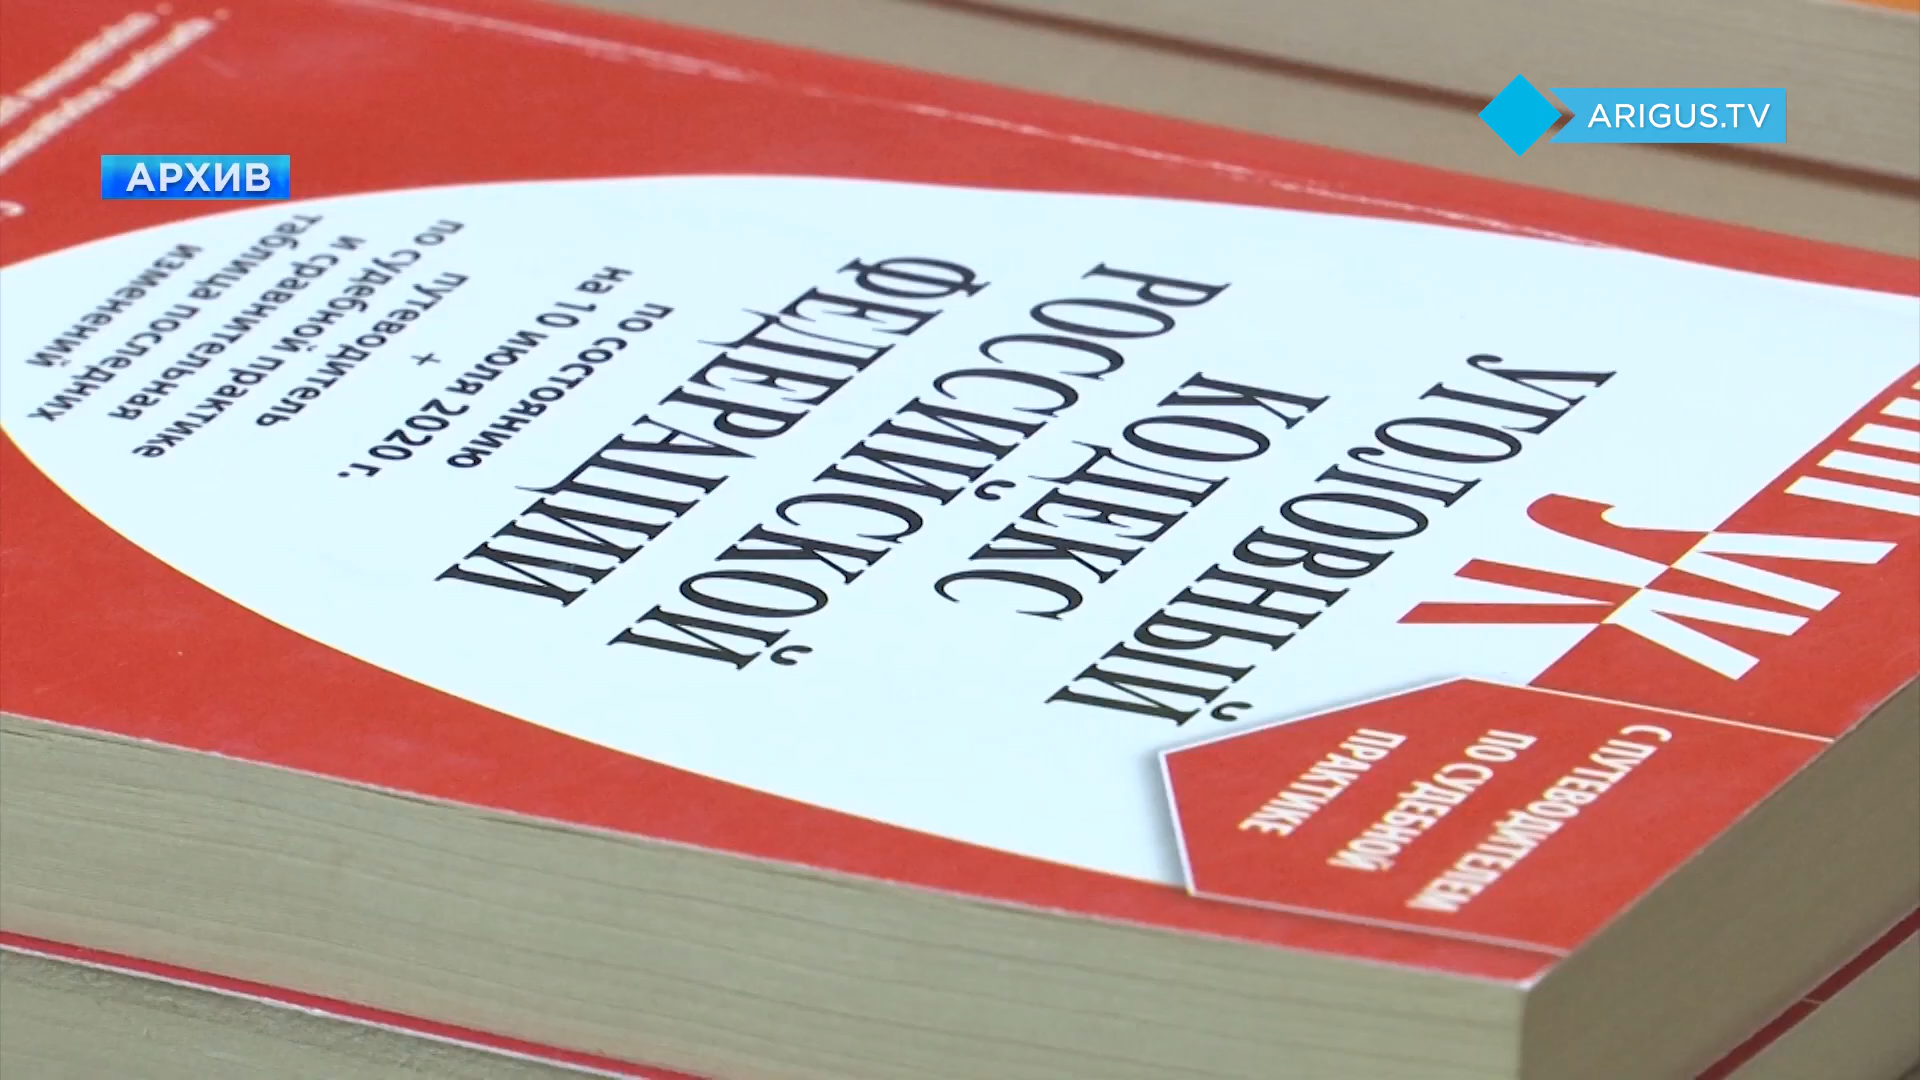 АРХИВ
ARIGUS.TV
С ПУТЕВОДИТЕЛЕМ
ПО СУДЕБНОЙ
ПРАКТИКЕ
УК
УГОЛОВНЫЙ
КОДЕКС
РОССИЙСКОЙ
ФЕДЕРАЦИИ
по состоянию
на 10 июля 2020 г.
+
путеводитель
по судебной практике
и сравнительная
таблица последних
изменений